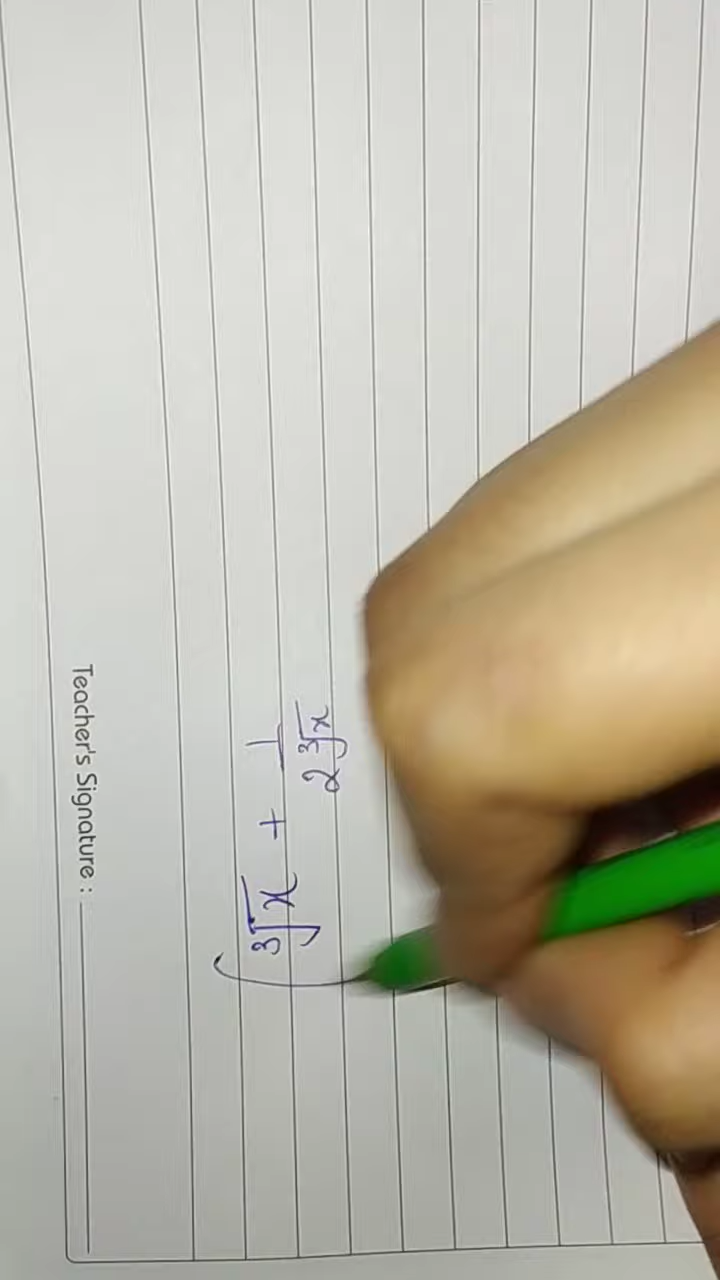 Teacher's Signature :
(∛x + 1/(2∛x)